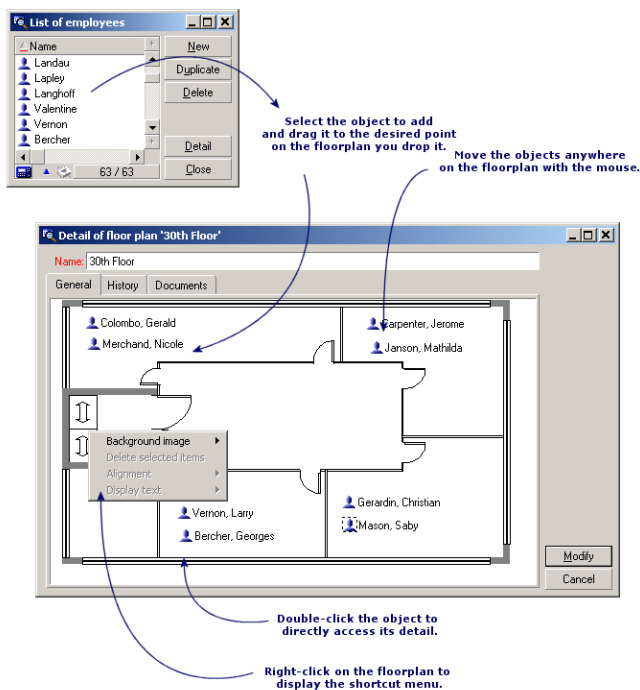 List of employees
Name
Landau
Lapley
Langhoff
Valentine
Vernon
Bercher
63 / 63
New
Duplicate
Delete
Detail
Close
Select the object to add
and drag it to the desired point
on the floorplan you drop it.
Move the objects anywhere
on the floorplan with the mouse.
Detail of floor plan '30th Floor'
Name: 30th Floor
General History Documents
Colombo, Gerald
Merchand, Nicole
Carpenter, Jerome
Janson, Mathilda
Background image
Delete selected items
Alignment
Display text
Vernon, Larry
Bercher, Georges
Gerardin, Christian
Mason, Saby
Modify
Cancel
Double-click the object to
directly access its detail.
Right-click on the floorplan to
display the shortcut menu.